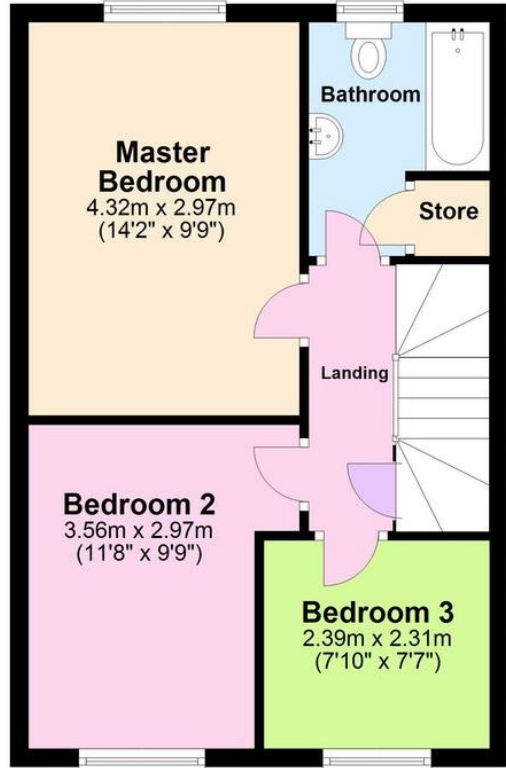 Master
Bedroom
4.32m x 2.97m
(14'2" x 9'9")
Bathroom
Store
Landing
Bedroom 2
3.56m x 2.97m
(11'8" x 9'9")
Bedroom 3
2.39m x 2.31m
(7'10" x 7'7")